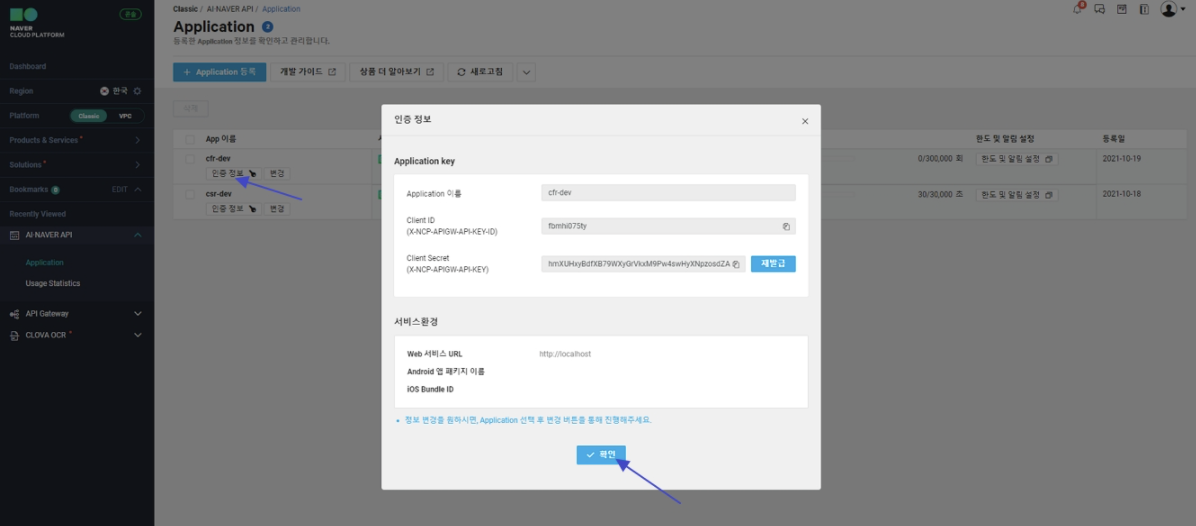 NAVER
CLOUD PLATFORM
Classic / AI·NAVER API / Application
Application
등록한 Application 정보를 확인하고 관리합니다.
+ Application 등록
개발 가이드
상품 더 알아보기
새로고침
삭제
Dashboard
Region
한국
Platform
Classic
VPC
Products & Services
Solutions
Bookmarks
EDIT
Recently Viewed
AI·NAVER API
Application
Usage Statistics
API Gateway
CLOVA OCR
App 이름
한도 및 알림 설정
등록일
cfr-dev
인증 정보
변경
0/300,000 회
한도 및 알림 설정
2021-10-19
csr-dev
인증 정보
변경
30/30,000 초
한도 및 알림 설정
2021-10-18
인증 정보
Application key
Application 이름
cfr-dev
Client ID
(X-NCP-APIGW-API-KEY-ID)
fbmhi075ty
Client Secret
(X-NCP-APIGW-API-KEY)
hmXUHxyBdfXB79WXyGrVkxM9Pw4swHyXNpzosdZA
재발급
서비스환경
Web 서비스 URL
http://localhost
Android 앱 패키지 이름
iOS Bundle ID
정보 변경을 원하시면, Application 선택 후 변경 버튼을 통해 진행해주세요.
확인